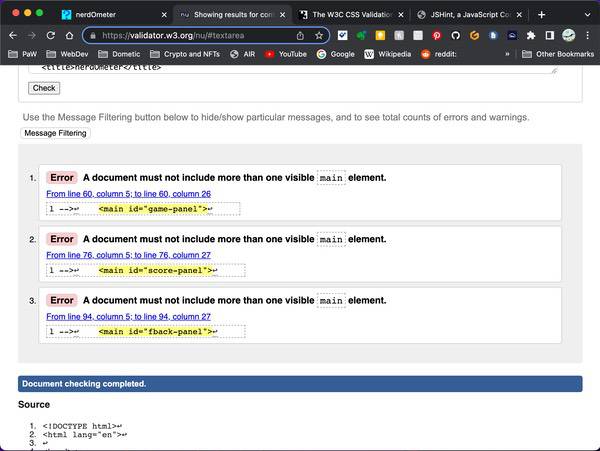 nerdOmeter
Showing results for con
The W3C CSS Validation
JSHint, a JavaScript Co
https://validator.w3.org/nu/#textarea
PaW
WebDev
Dometic
Crypto and NFTs
AIR
YouTube
Google
Wikipedia
reddit:
»
Other Bookmarks
<title>nerdOmeter</title>
Check
Use the Message Filtering button below to hide/show particular messages, and to see total counts of errors and warnings.
Message Filtering
1. Error A document must not include more than one visible main element.
From line 60, column 5; to line 60, column 26
l -->↩ <main id="game-panel">↩
2. Error A document must not include more than one visible main element.
From line 76, column 5; to line 76, column 27
l -->↩ <main id="score-panel">↩
3. Error A document must not include more than one visible main element.
From line 94, column 5; to line 94, column 27
l -->↩ <main id="fback-panel">↩
Document checking completed.
Source
1. <!DOCTYPE html>↩
2. <html lang="en">↩
3. ↩